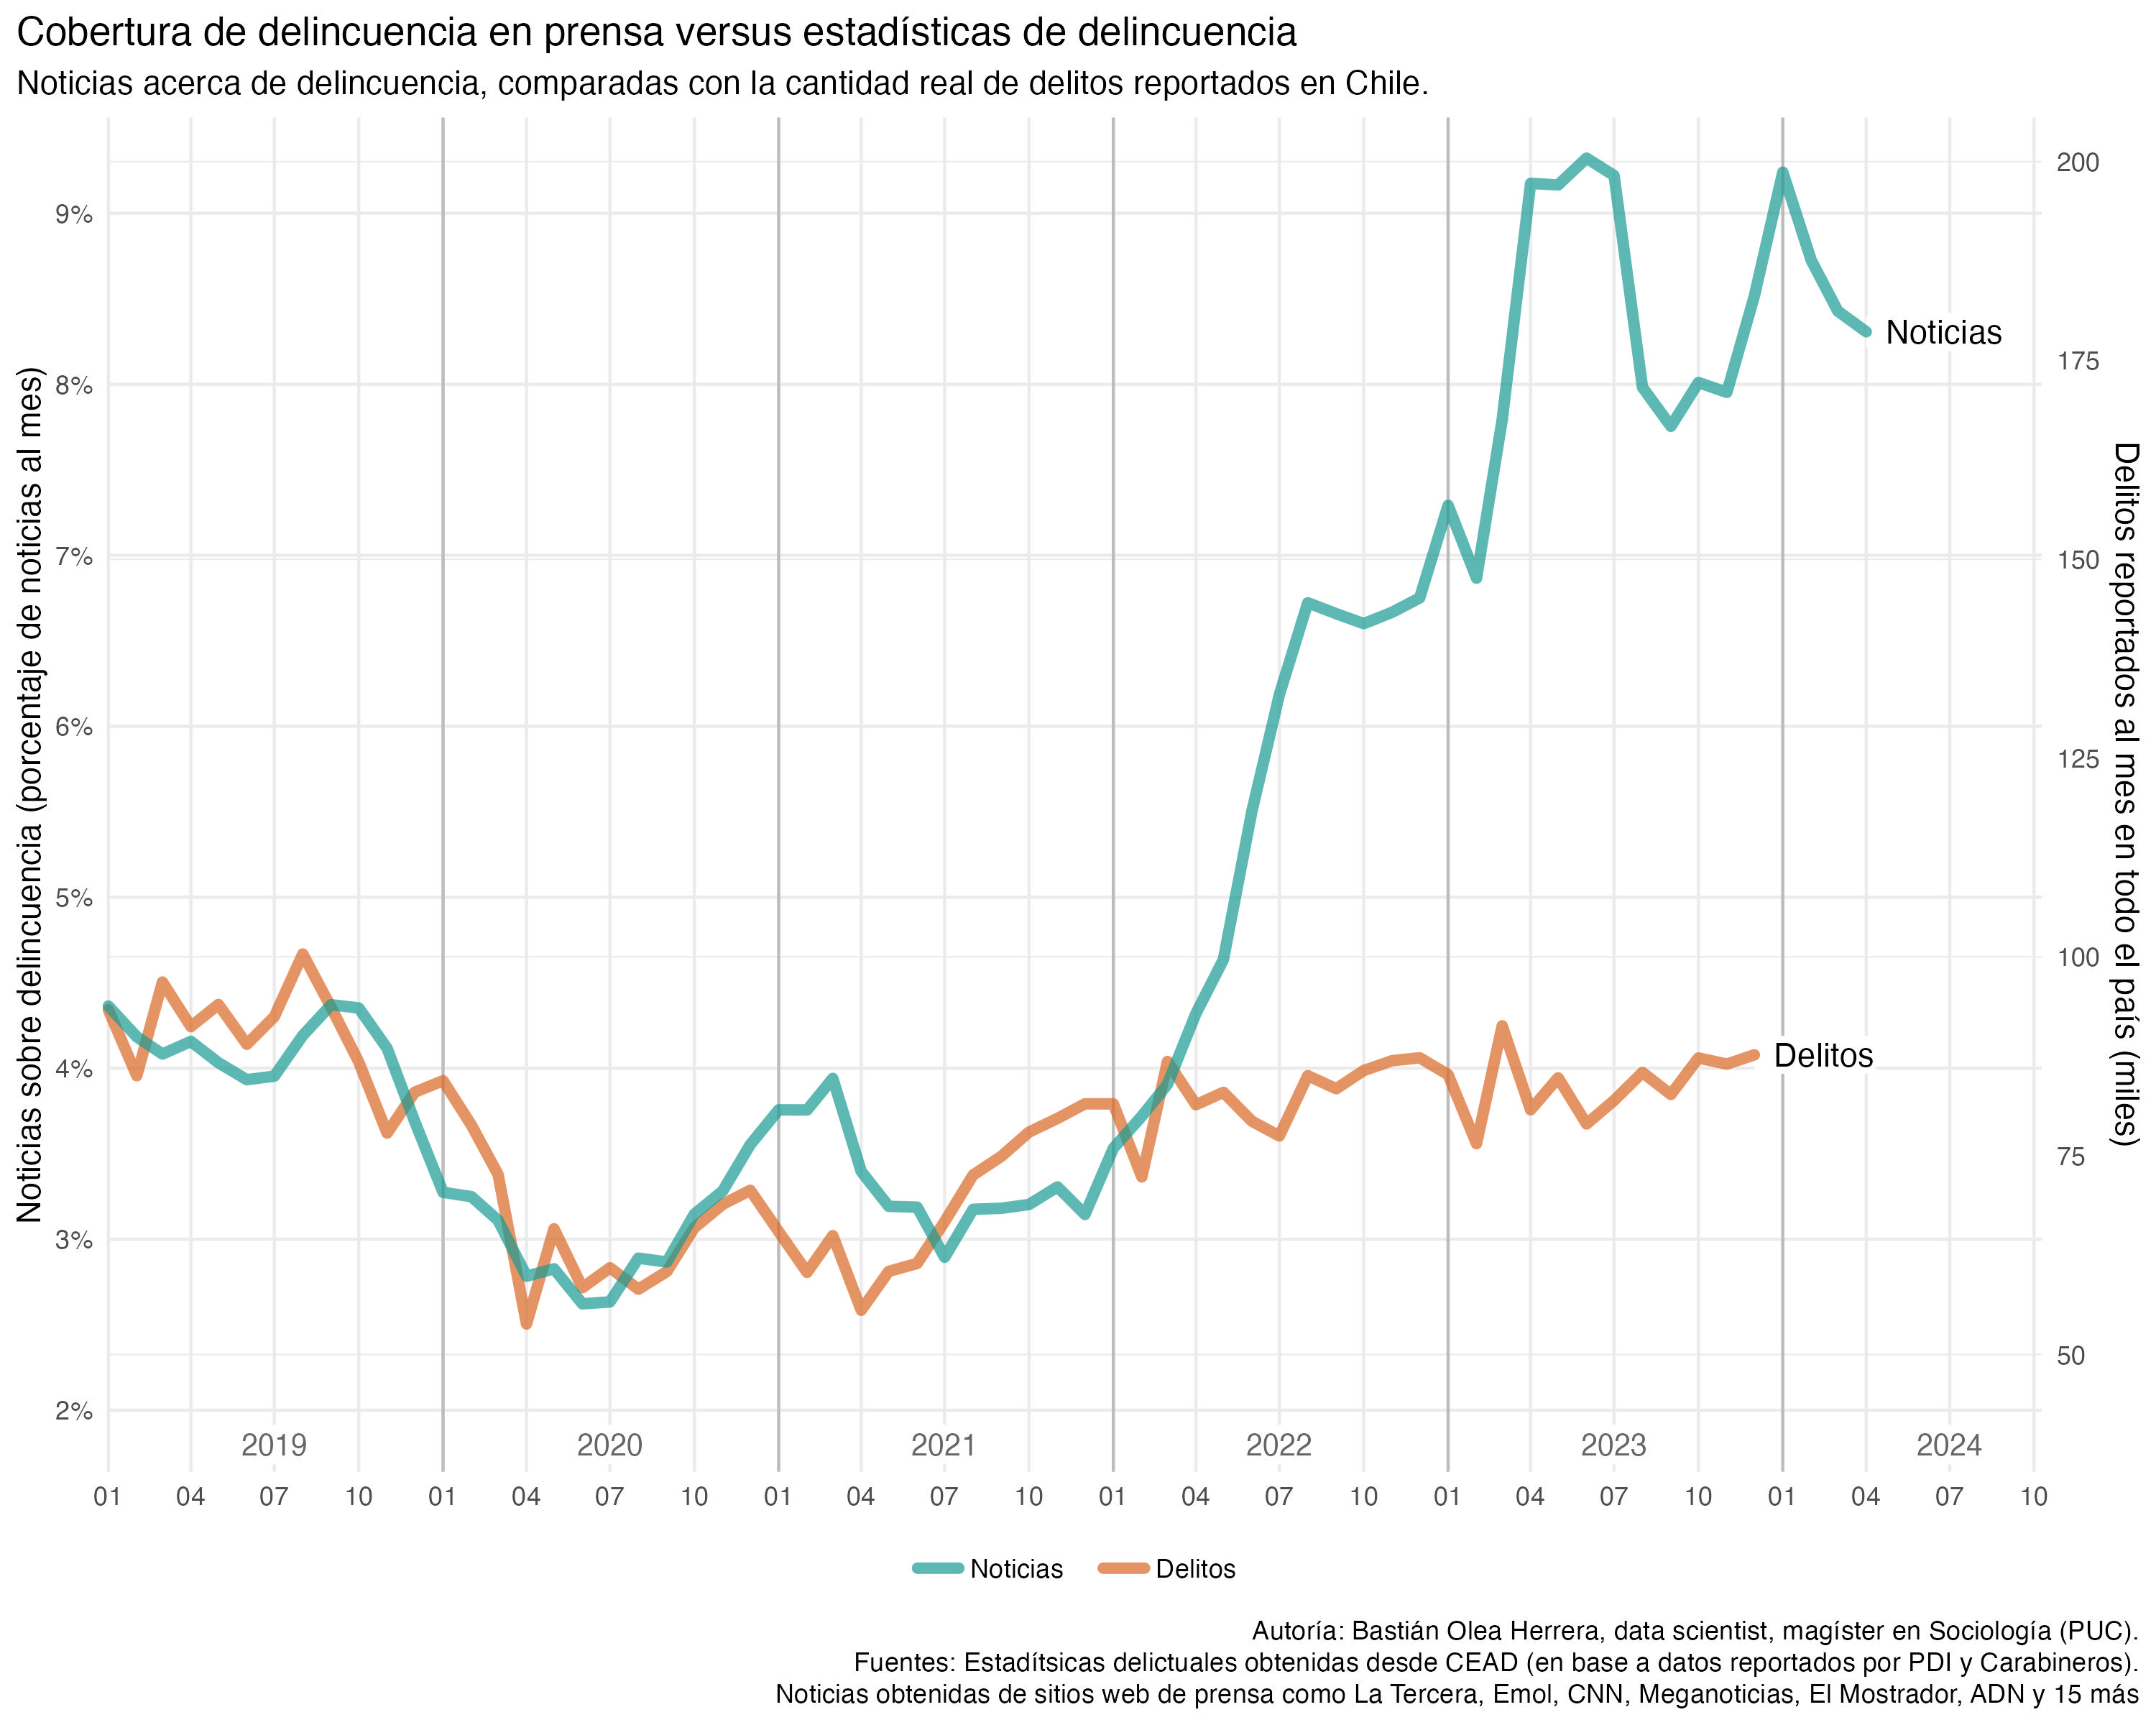 Cobertura de delincuencia en prensa versus estadísticas de delincuencia
Noticias acerca de delincuencia, comparadas con la cantidad real de delitos reportados en Chile.
Noticias sobre delincuencia (porcentaje de noticias al mes)
9%
8%
7%
6%
5%
4%
3%
2%
200
175
150
125
100
75
50
Delitos reportados al mes en todo el país (miles)
Noticias
Delitos
2019 2020 2021 2022 2023 2024
01 04 07 10 01 04 07 10 01 04 07 10 01 04 07 10 01 04 07 10 01 04 07 10
Noticias Delitos
Autoría: Bastián Olea Herrera, data scientist, magíster en Sociología (PUC).
Fuentes: Estadítsicas delictuales obtenidas desde CEAD (en base a datos reportados por PDI y Carabineros).
Noticias obtenidas de sitios web de prensa como La Tercera, Emol, CNN, Meganoticias, El Mostrador, ADN y 15 más